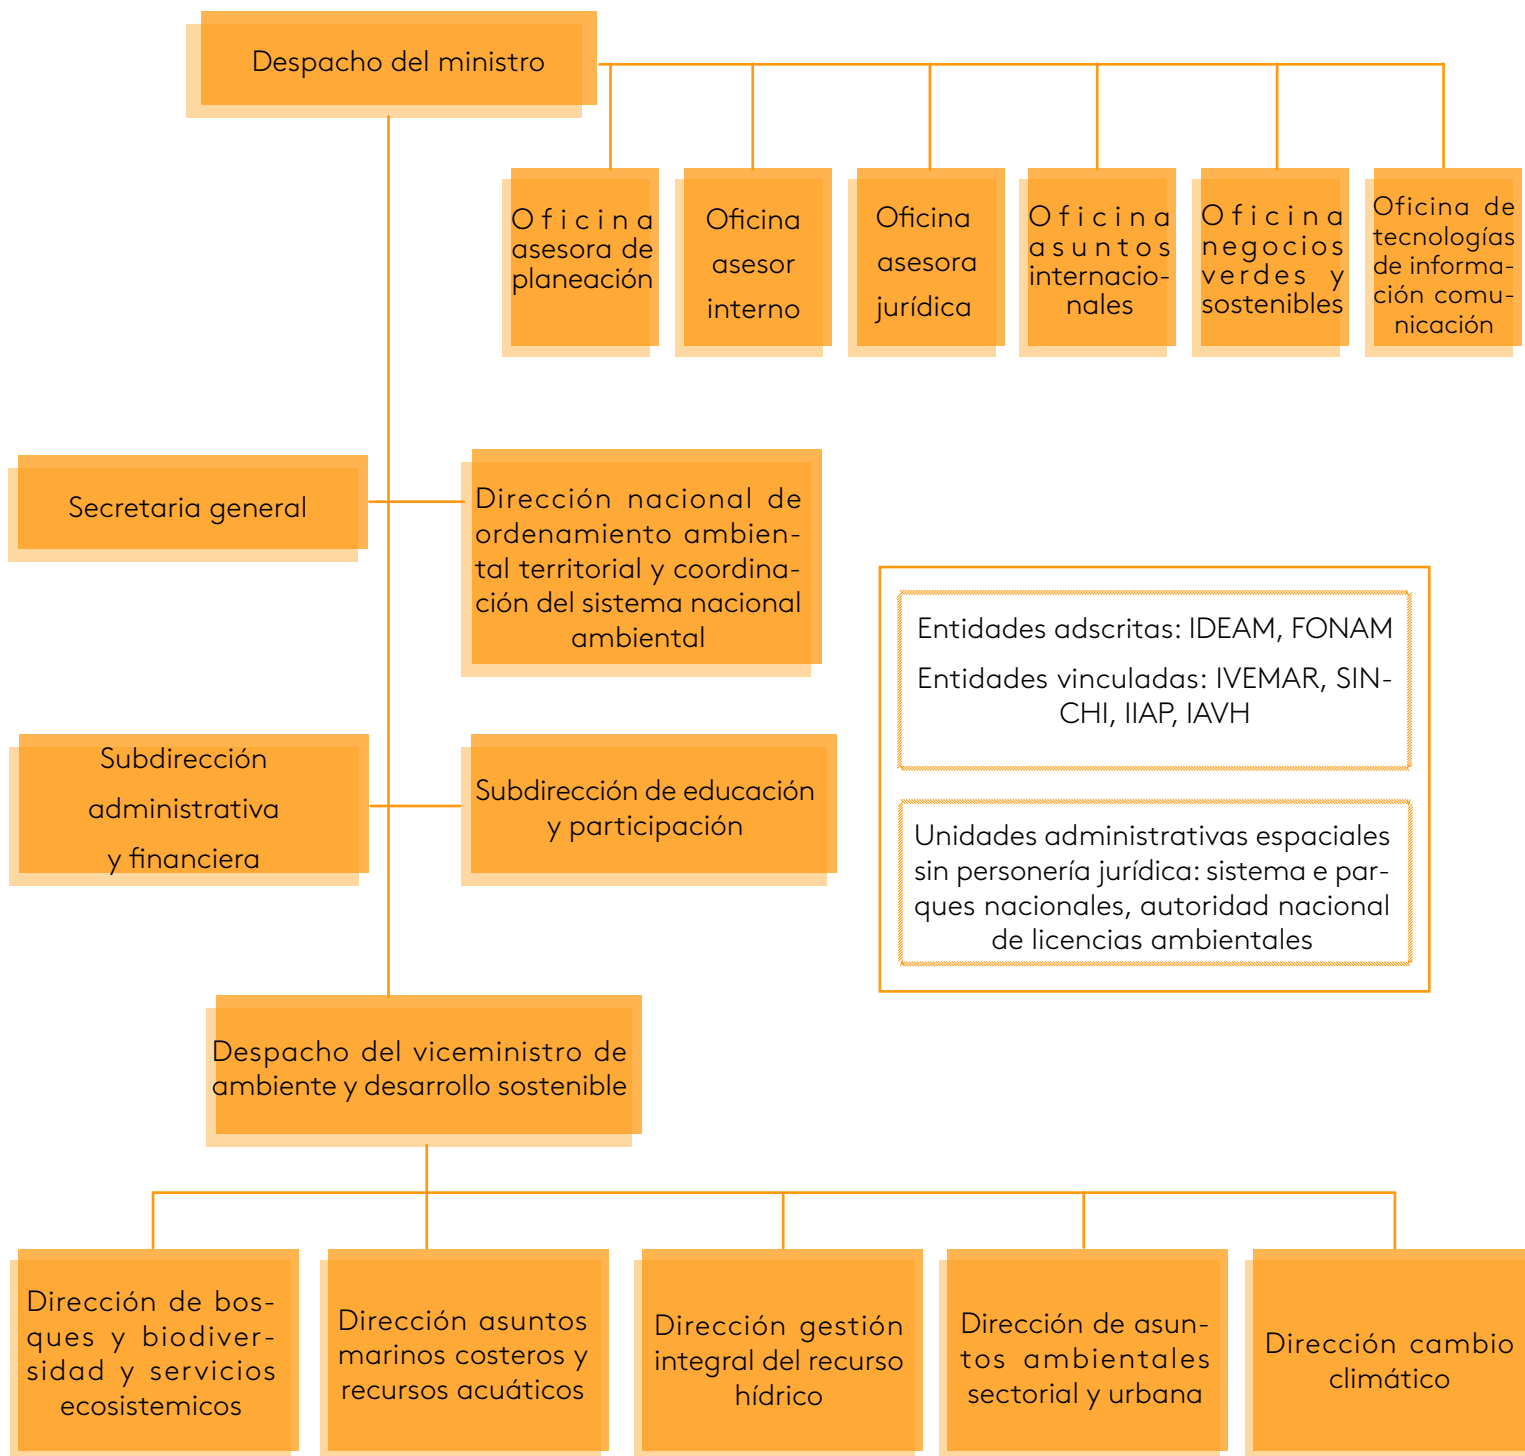 Despacho del ministro
Oficina
asesora de
planeación
Oficina
asesor
interno
Oficina
asesora
jurídica
Oficina
asuntos
internacio-
nales
Oficina
negocios
verdes y
sostenibles
Oficina de
tecnologías
de informa-
ción comu-
nicación
Secretaria general
Dirección nacional de
ordenamiento ambien-
tal territorial y coordina-
ción del sistema nacional
ambiental
Entidades adscritas: IDEAM, FONAM
Entidades vinculadas: IVEMAR, SIN-
CHI, IIAP, IAVH
Subdirección
administrativa
y financiera
Subdirección de educación
y participación
Unidades administrativas espaciales
sin personería jurídica: sistema e par-
ques nacionales, autoridad nacional
de licencias ambientales
Despacho del viceministro de
ambiente y desarrollo sostenible
Dirección de bos-
ques y biodiver-
sidad y servicios
ecosistemicos
Dirección asuntos
marinos costeros y
recursos acuáticos
Dirección gestión
integral del recurso
hídrico
Dirección de asun-
tos ambientales
sectorial y urbana
Dirección cambio
climático